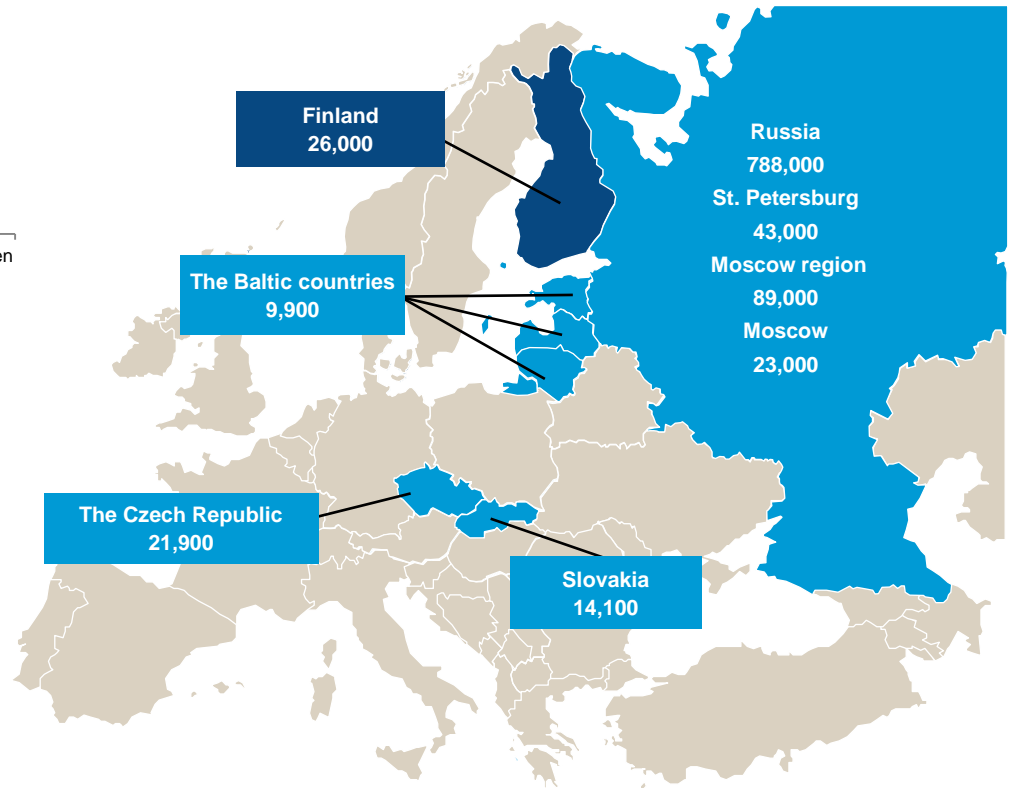 Finland
26,000
Russia
788,000
St. Petersburg
43,000
Moscow region
89,000
Moscow
23,000
en
The Baltic countries
9,900
The Czech Republic
21,900
Slovakia
14,100